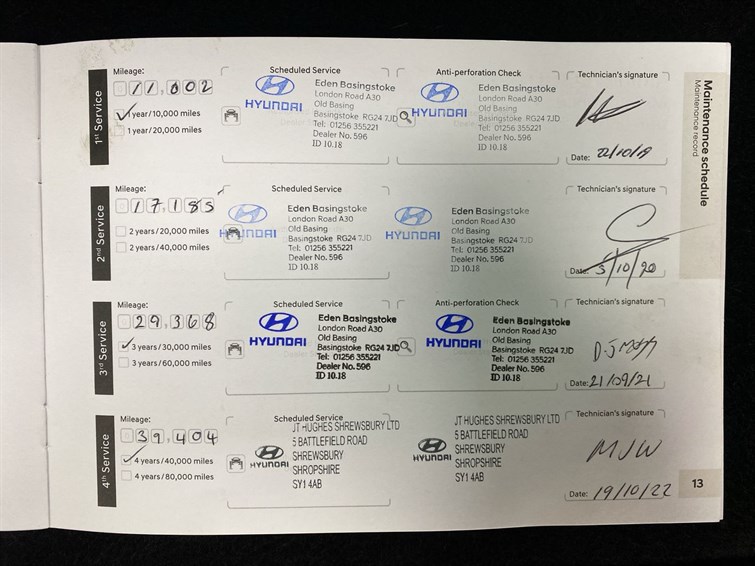 Maintenance schedule
Maintenance record
1st Service
Mileage:
11,002
1 year/10,000 miles
1 year/20,000 miles
Scheduled Service
HYUNDAI
Eden Basingstoke
London Road A30
Old Basing
Basingstoke RG24 7JD
Tel: 01256 355221
Dealer No. 596
ID 10.18
Anti-perforation Check
HYUNDAI
Eden Basingstoke
London Road A30
Old Basing
Basingstoke RG24 7JD
Tel: 01256 355221
Dealer No. 596
ID 10.18
Technician's signature
Date: 22/10/19
2nd Service
Mileage:
17,185
2 years/20,000 miles
2 years/40,000 miles
Scheduled Service
HYUNDAI
Eden Basingstoke
London Road A30
Old Basing
Basingstoke RG24 7JD
Tel: 01256 355221
Dealer No. 596
ID 10.18
HYUNDAI
Eden Basingstoke
London Road A30
Old Basing
Basingstoke RG24 7JD
Tel: 01256 355221
Dealer No. 596
ID 10.18
Technician's signature
Date: 5/10/20
3rd Service
Mileage:
29,368
3 years/30,000 miles
3 years/60,000 miles
Scheduled Service
HYUNDAI
Eden Basingstoke
London Road A30
Old Basing
Basingstoke RG24 7JD
Tel: 01256 355221
Dealer No. 596
ID 10.18
Anti-perforation Check
HYUNDAI
Eden Basingstoke
London Road A30
Old Basing
Basingstoke RG24 7JD
Tel: 01256 355221
Dealer No. 596
ID 10.18
Technician's signature
Date: 21/09/21
4th Service
Mileage:
39,404
4 years/40,000 miles
4 years/80,000 miles
Scheduled Service
HYUNDAI
JT HUGHES SHREWSBURY LTD
5 BATTLEFIELD ROAD
SHREWSBURY
SHROPSHIRE
SY1 4AB
HYUNDAI
JT HUGHES SHREWSBURY LTD
5 BATTLEFIELD ROAD
SHREWSBURY
SHROPSHIRE
SY1 4AB
Technician's signature
MJW
Date: 19/10/22
13